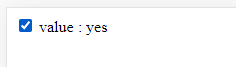 value : yes